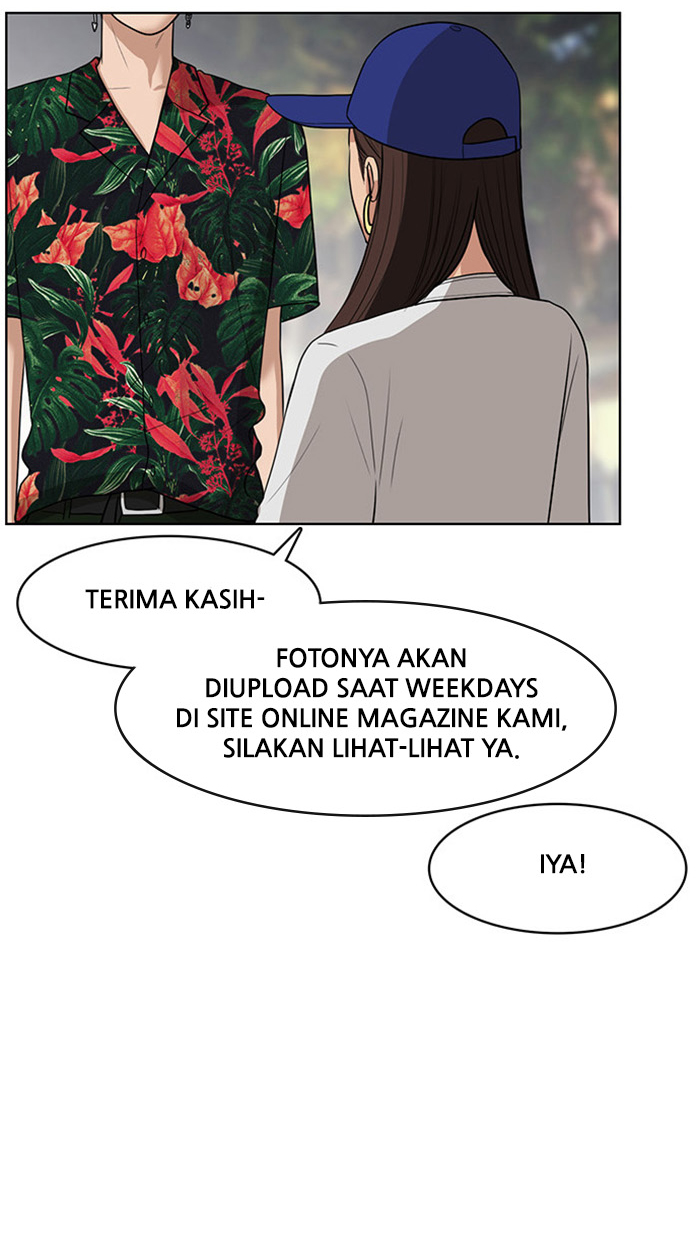 TERIMA KASIH-
FOTONYA AKAN
DIUPLOAD SAAT WEEKDAYS
DI SITE ONLINE MAGAZINE KAMI,
SILAKAN LIHAT-LIHAT YA.
IYA!